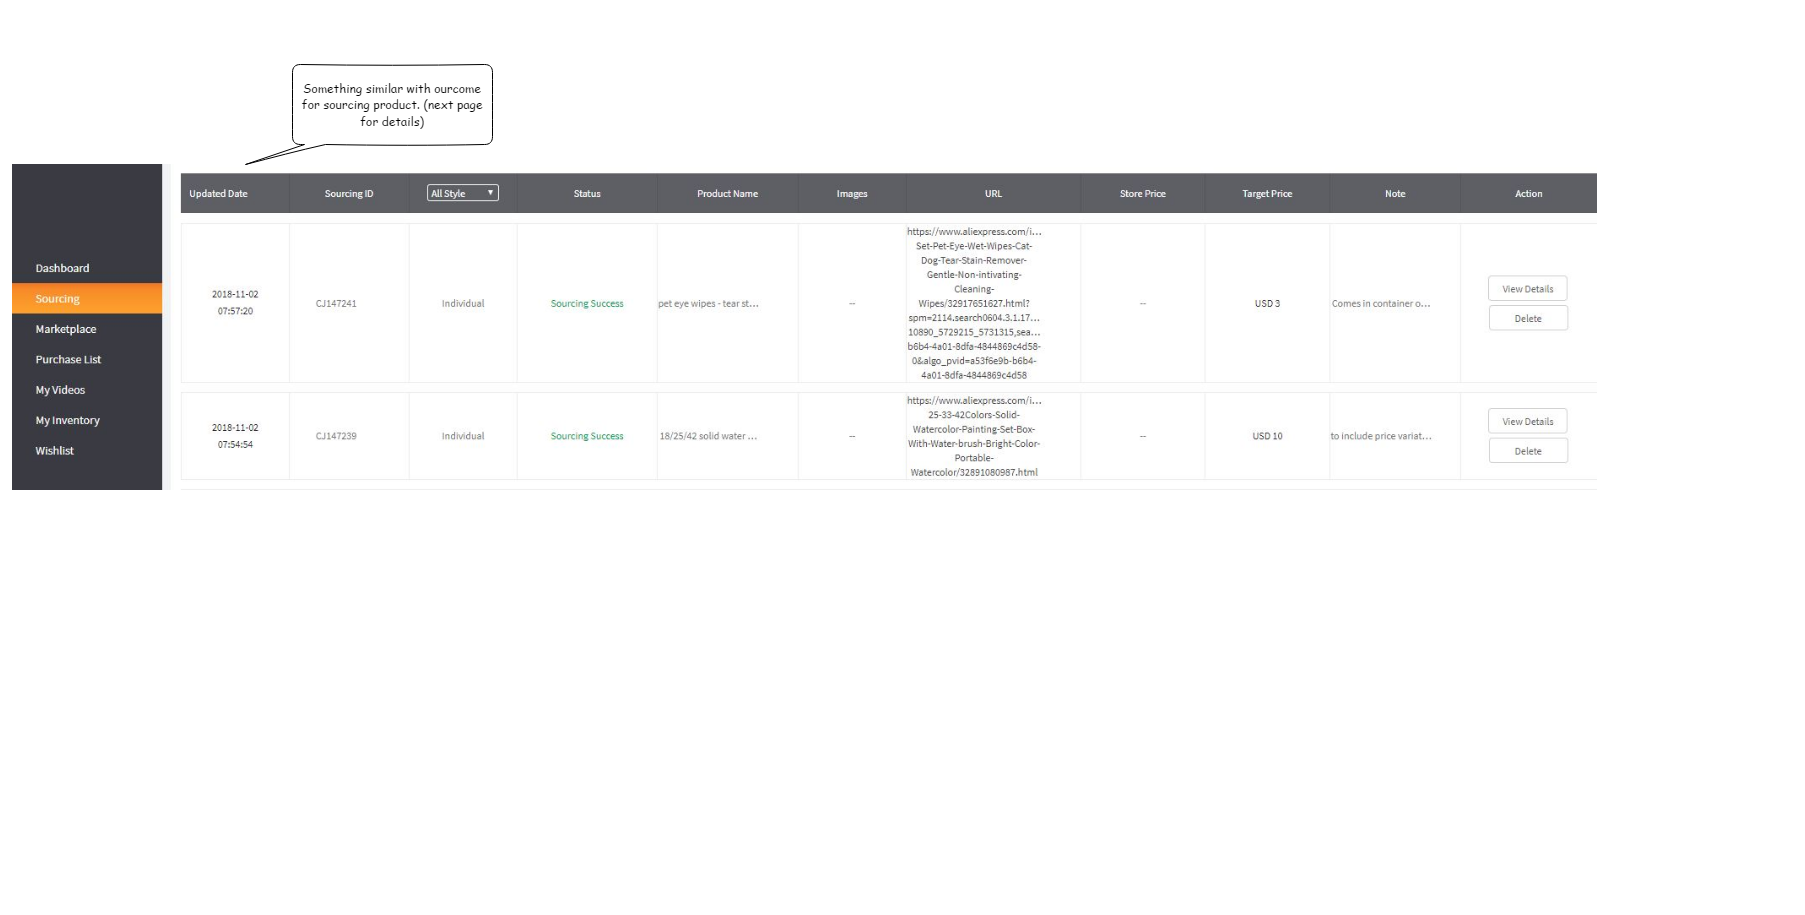 Something similar with ourcome
for sourcing product. (next page
for details)
Dashboard
Sourcing
Marketplace
Purchase List
My Videos
My Inventory
Wishlist
Updated Date Sourcing ID All Style ▼ Status Product Name Images URL Store Price Target Price Note Action
2018-11-02
07:57:20
CJ147241
Individual
Sourcing Success
pet eye wipes - tear st...
--
https://www.aliexpress.com/i...
Set-Pet-Eye-Wet-Wipes-Cat-
Dog-Tear-Stain-Remover-
Gentle-Non-intivating-
Cleaning-
Wipes/32917651627.html?
spm=2114.search0604.3.1.17...
10890_5729215_5731315,sea...
b6b4-4a01-8dfa-4844869c4d58-
0&algo_pvid=a53f6e9b-b6b4-
4a01-8dfa-4844869c4d58
--
USD 3
Comes in container o...
View Details
Delete
2018-11-02
07:54:54
CJ147239
Individual
Sourcing Success
18/25/42 solid water ...
--
https://www.aliexpress.com/i...
25-33-42Colors-Solid-
Watercolor-Painting-Set-Box-
With-Water-brush-Bright-Color-
Portable-
Watercolor/32891080987.html
--
USD 10
to include price variat...
View Details
Delete